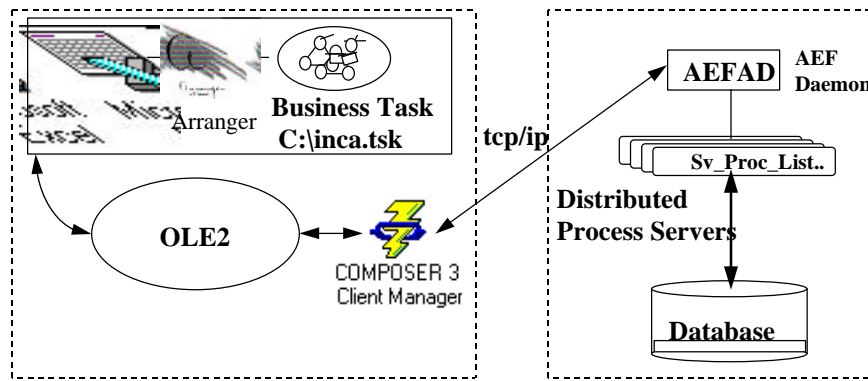 Arranger
Business Task
C:\inca.tsk
OLE2
COMPOSER 3
Client Manager
tcp/ip
AEFAD
AEF
Daemon
Sv_Proc_List..
Distributed
Process Servers
Database